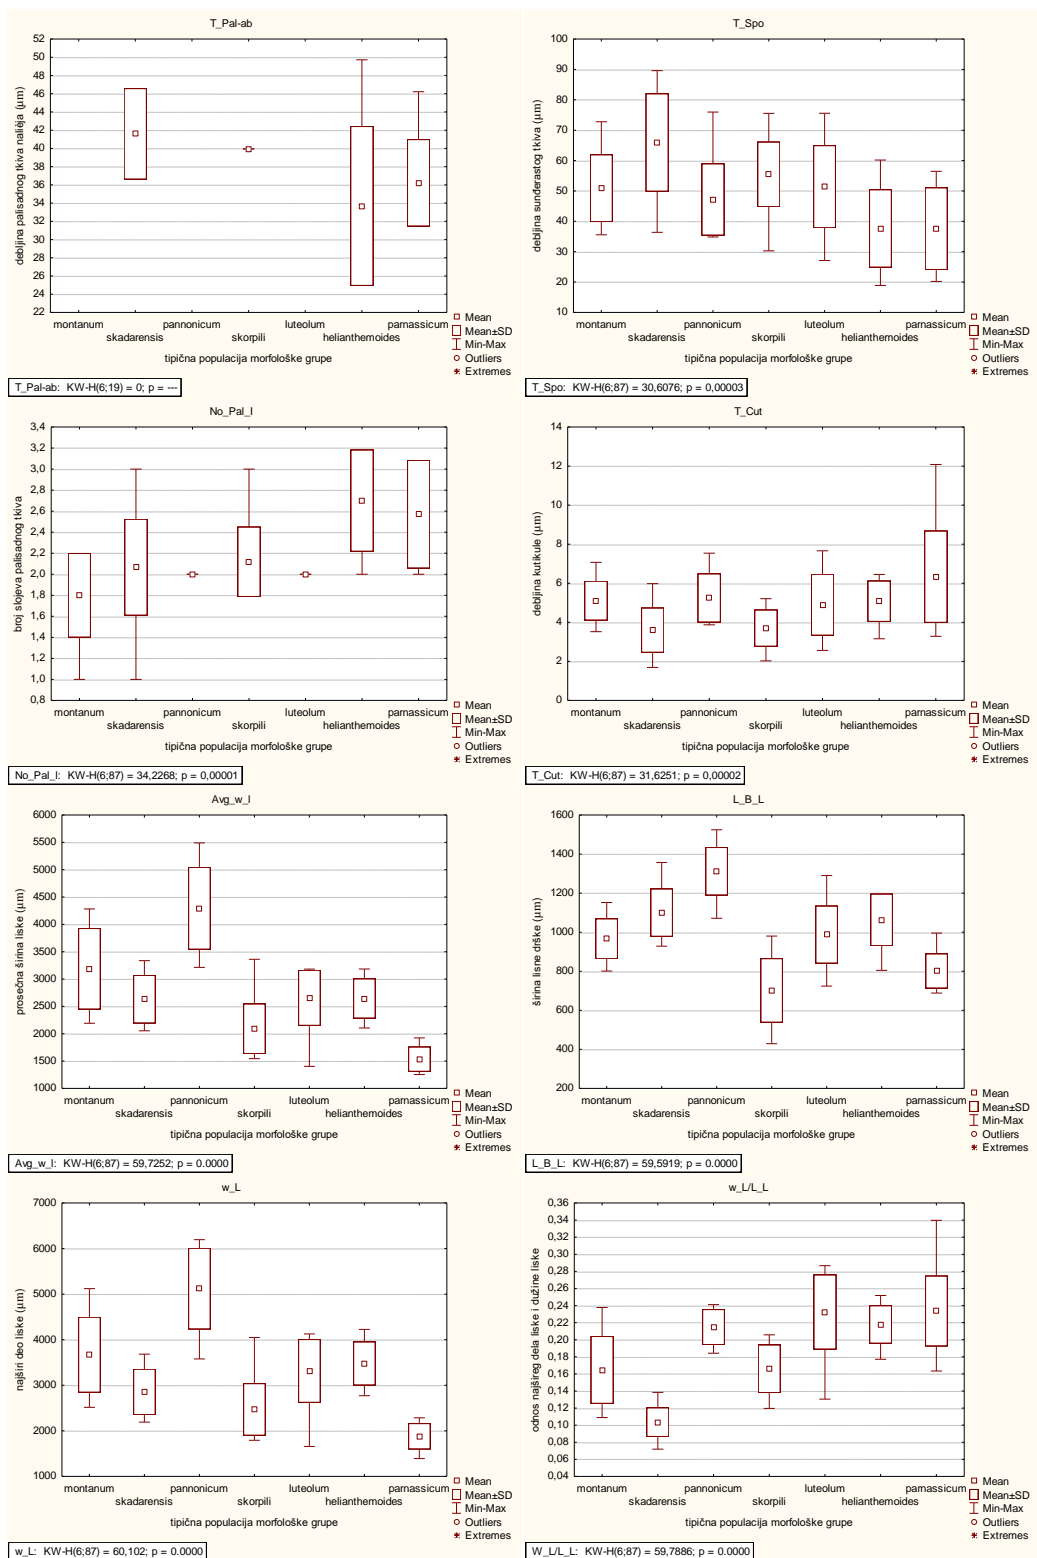 T_Pal-ab
debljina palisadnog tkiva naličja (µm)
52
50
48
46
44
42
40
38
36
34
32
30
28
26
24
22
montanum
skadarensis
pannonicum
skorpili
luteolum
helianthemoides
parnassicum
tipična populacija morfološke grupe
Mean
Mean±SD
Min-Max
Outliers
Extremes
T_Pal-ab: KW-H(6;19) = 0; p = ---
T_Spo
debljina sunđerastog tkiva (µm)
100
90
80
70
60
50
40
30
20
10
montanum
skadarensis
pannonicum
skorpili
luteolum
helianthemoides
parnassicum
tipična populacija morfološke grupe
Mean
Mean±SD
Min-Max
Outliers
Extremes
T_Spo: KW-H(6;87) = 30,6076; p = 0,00003
No_Pal_l
broj slojeva palisadnog tkiva
3,4
3,2
3,0
2,8
2,6
2,4
2,2
2,0
1,8
1,6
1,4
1,2
1,0
0,8
montanum
skadarensis
pannonicum
skorpili
luteolum
helianthemoides
parnassicum
tipična populacija morfološke grupe
Mean
Mean±SD
Min-Max
Outliers
Extremes
No_Pal_l: KW-H(6;87) = 34,2268; p = 0,00001
T_Cut
debljina kutikule (µm)
14
12
10
8
6
4
2
0
montanum
skadarensis
pannonicum
skorpili
luteolum
helianthemoides
parnassicum
tipična populacija morfološke grupe
Mean
Mean±SD
Min-Max
Outliers
Extremes
T_Cut: KW-H(6;87) = 31,6251; p = 0,00002
Avg_w_l
prosečna širina liske (µm)
6000
5500
5000
4500
4000
3500
3000
2500
2000
1500
1000
montanum
skadarensis
pannonicum
skorpili
luteolum
helianthemoides
parnassicum
tipična populacija morfološke grupe
Mean
Mean±SD
Min-Max
Outliers
Extremes
Avg_w_l: KW-H(6;87) = 59,7252; p = 0.0000
L_B_L
širina lisne drške (µm)
1600
1400
1200
1000
800
600
400
200
montanum
skadarensis
pannonicum
skorpili
luteolum
helianthemoides
parnassicum
tipična populacija morfološke grupe
Mean
Mean±SD
Min-Max
Outliers
Extremes
L_B_L: KW-H(6;87) = 59,5919; p = 0.0000
w_L
najširi deo liske (µm)
7000
6000
5000
4000
3000
2000
1000
montanum
skadarensis
pannonicum
skorpili
luteolum
helianthemoides
parnassicum
tipična populacija morfološke grupe
Mean
Mean±SD
Min-Max
Outliers
Extremes
w_L: KW-H(6;87) = 60,102; p = 0.0000
w_L/L_L
odnos najšireg dela liske i dužine liske
0,36
0,34
0,32
0,30
0,28
0,26
0,24
0,22
0,20
0,18
0,16
0,14
0,12
0,10
0,08
0,06
0,04
montanum
skadarensis
pannonicum
skorpili
luteolum
helianthemoides
parnassicum
tipična populacija morfološke grupe
Mean
Mean±SD
Min-Max
Outliers
Extremes
W_L/L_L: KW-H(6;87) = 59,7886; p = 0.0000